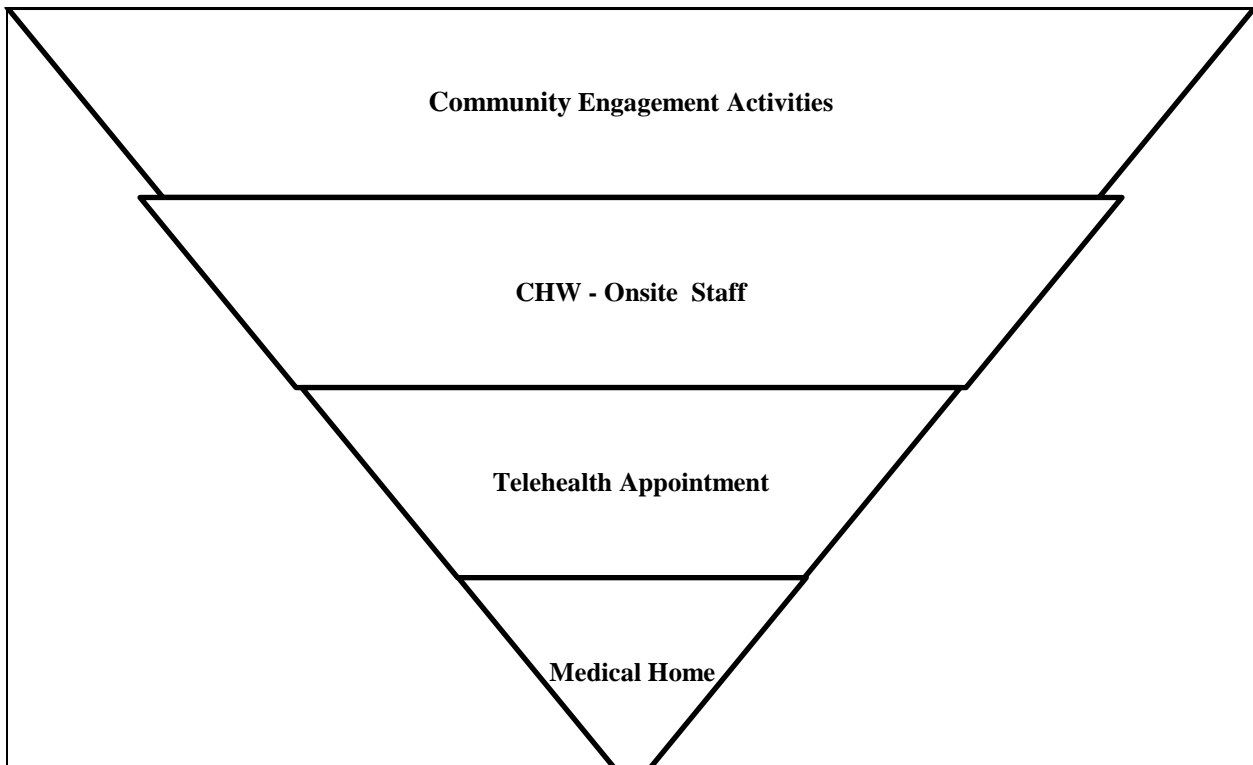 Community Engagement Activities
CHW - Onsite  Staff
Telehealth Appointment
Medical Home